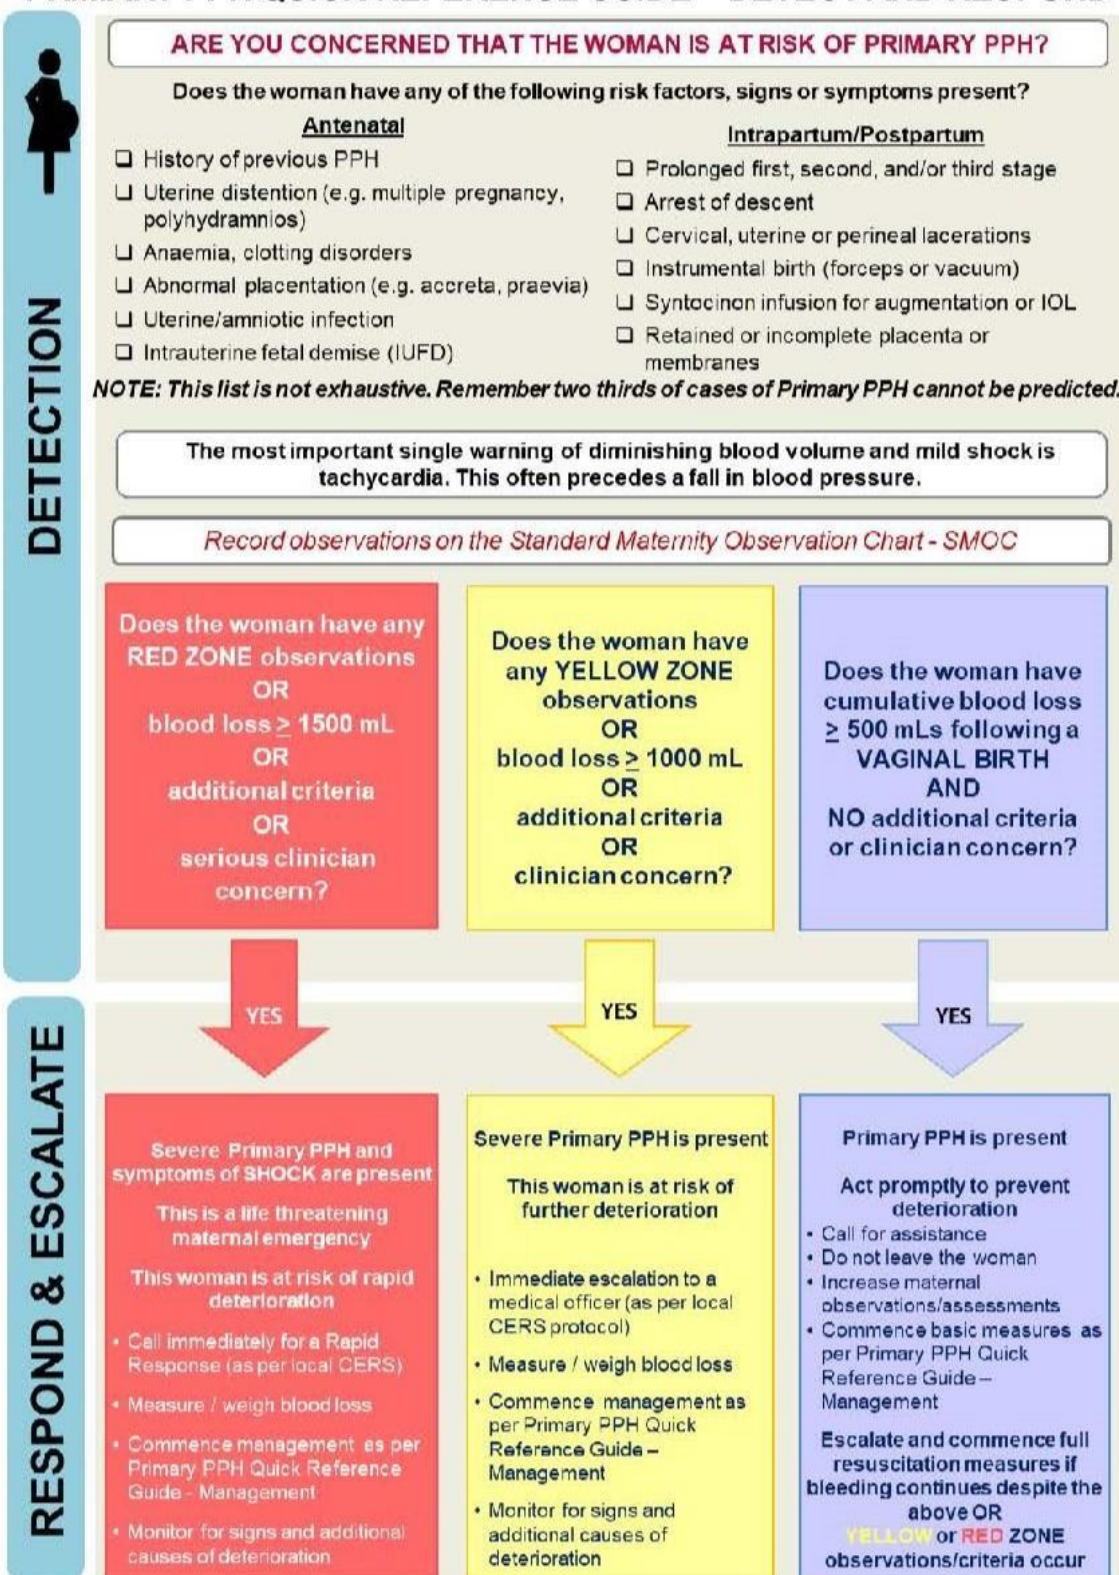 ARE YOU CONCERNED THAT THE WOMAN IS AT RISK OF PRIMARY PPH?
Does the woman have any of the following risk factors, signs or symptoms present?
Antenatal
❑ History of previous PPH
❑ Uterine distention (e.g. multiple pregnancy,
polyhydramnios)
❑ Anaemia, clotting disorders
❑ Abnormal placentation (e.g. accreta, praevia)
❑ Uterine/amniotic infection
❑ Intrauterine fetal demise (IUFD)
Intrapartum/Postpartum
❑ Prolonged first, second, and/or third stage
❑ Arrest of descent
❑ Cervical, uterine or perineal lacerations
❑ Instrumental birth (forceps or vacuum)
❑ Syntocinon infusion for augmentation or IOL
❑ Retained or incomplete placenta or
membranes
NOTE: This list is not exhaustive. Remember two thirds of cases of Primary PPH cannot be predicted.
The most important single warning of diminishing blood volume and mild shock is
tachycardia. This often precedes a fall in blood pressure.
Record observations on the Standard Maternity Observation Chart - SMOC
DETECTION
Does the woman have any
RED ZONE observations
OR
blood loss ≥ 1500 mL
OR
additional criteria
OR
serious clinician
concern?
Does the woman have
any YELLOW ZONE
observations
OR
blood loss ≥ 1000 mL
OR
additional criteria
OR
clinician concern?
Does the woman have
cumulative blood loss
≥ 500 mLs following a
VAGINAL BIRTH
AND
NO additional criteria
or clinician concern?
YES
YES
YES
RESPOND & ESCALATE
Severe Primary PPH and
symptoms of SHOCK are present
This is a life threatening
maternal emergency
This woman is at risk of rapid
deterioration
• Call immediately for a Rapid
Response (as per local CERS)
• Measure / weigh blood loss
• Commence management as per
Primary PPH Quick Reference
Guide - Management
• Monitor for signs and additional
causes of deterioration
Severe Primary PPH is present
This woman is at risk of
further deterioration
• Immediate escalation to a
medical officer (as per local
CERS protocol)
• Measure / weigh blood loss
• Commence management as
per Primary PPH Quick
Reference Guide –
Management
• Monitor for signs and
additional causes of
deterioration
Primary PPH is present
Act promptly to prevent
deterioration
• Call for assistance
• Do not leave the woman
• Increase maternal
observations/assessments
• Commence basic measures as
per Primary PPH Quick
Reference Guide –
Management
Escalate and commence full
resuscitation measures if
bleeding continues despite the
above OR
YELLOW or RED ZONE
observations/criteria occur